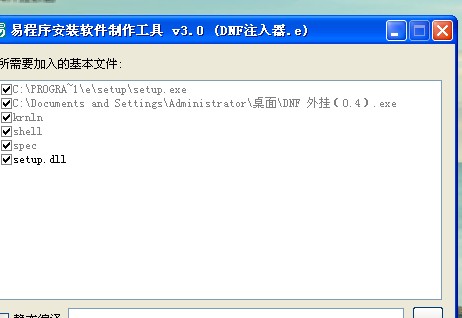 易程序安装软件制作工具 v3.0 (DNF注入器.e)
所需要加入的基本文件:
C:\PROGRA~1\e\setup\setup.exe
C:\Documents and Settings\Administrator\桌面\DNF 外挂(0.4).exe
krnln
shell
spec
setup.dll